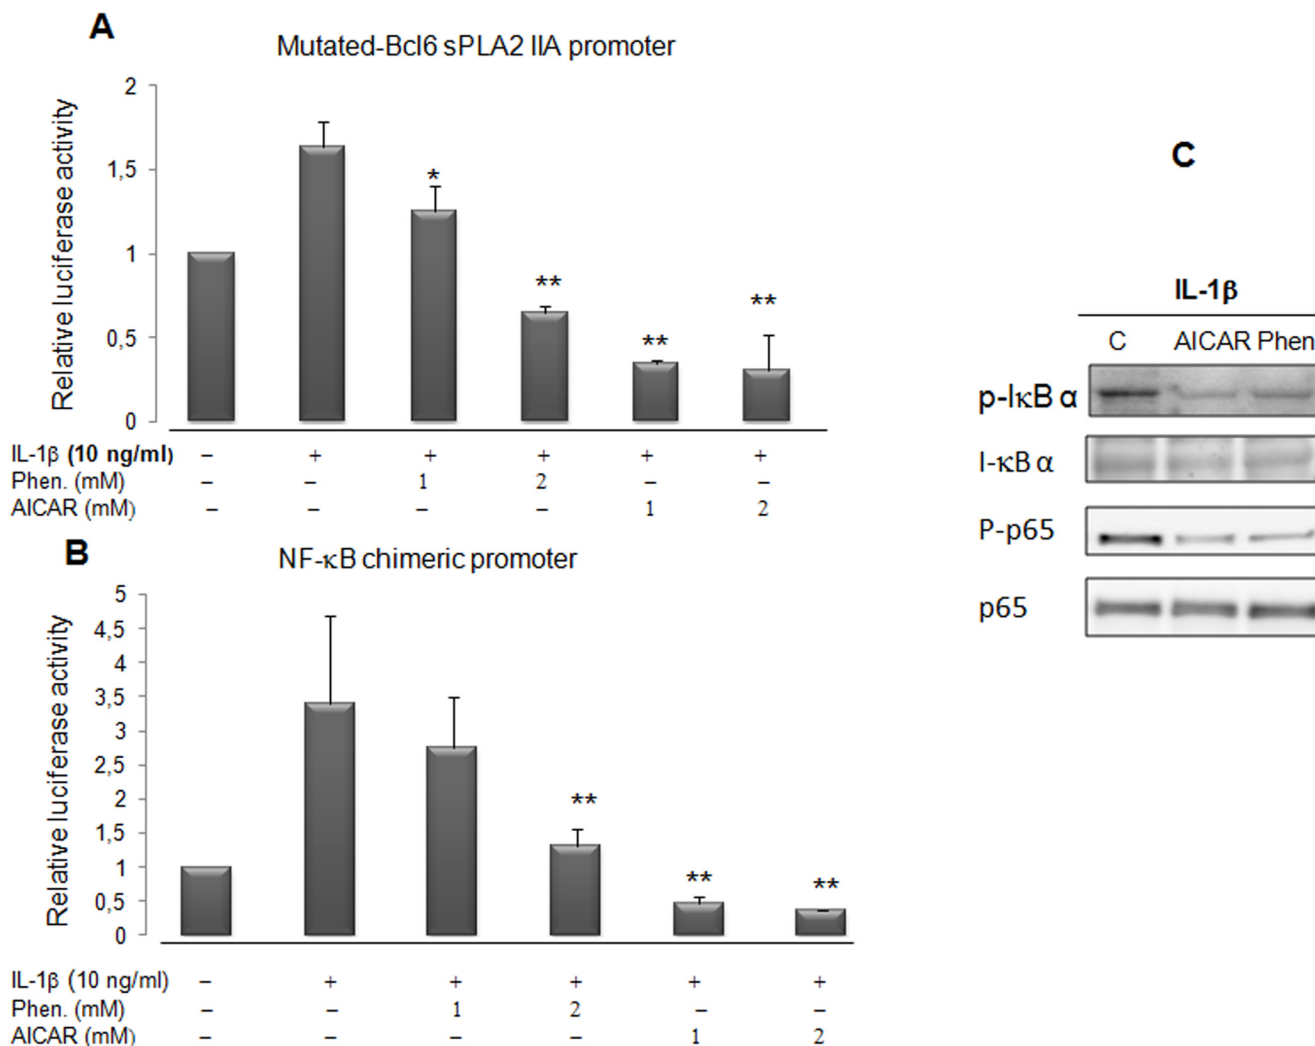 A
Mutated-Bcl6 sPLA2 IIA promoter
Relative luciferase activity
2
1,5
1
0,5
0
IL-1β (10 ng/ml) – + + + + +
Phen. (mM) – – 1 2 – –
AICAR (mM) – – – – 1 2
* ** ** **
B
NF-κB chimeric promoter
Relative luciferase activity
5
4,5
4
3,5
3
2,5
2
1,5
1
0,5
0
** ** **
IL-1β (10 ng/ml) – + + + + +
Phen. (mM) – – 1 2 – –
AICAR (mM) – – – – 1 2
C
IL-1β
C AICAR Phen
p-IκB α
I-κB α
P-p65
p65